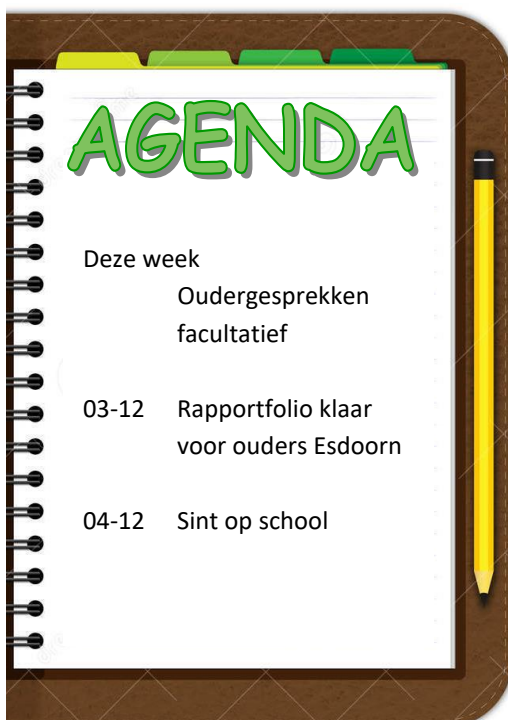 AGENDA
Deze week
Oudergesprekken
facultatief
03-12 Rapportfolio klaar
voor ouders Esdoorn
04-12 Sint op school